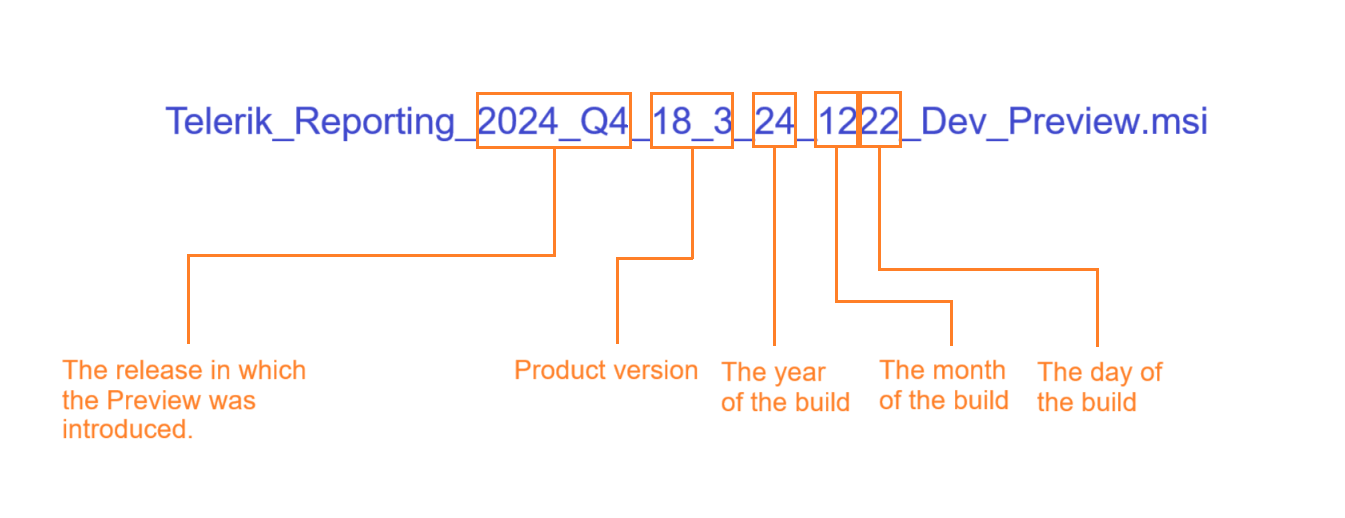 Telerik_Reporting_2024_Q4_18_3_24_1222_Dev_Preview.msi
The release in which
the Preview was
introduced.
Product version
The year
of the build
The month
of the build
The day of
the build